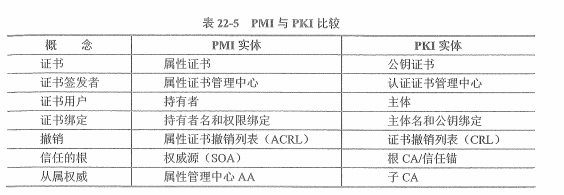 表 22-5 PMI 与 PKI 比较
概 念 PMI 实体 PKI 实体
证书 属性证书 公钥证书
证书签发者 属性证书管理中心 认证证书管理中心
证书用户 持有者 主体
证书绑定 持有者名和权限绑定 主体名和公钥绑定
撤销 属性证书撤销列表（ACRL） 证书撤销列表（CRL）
信任的根 权威源（SOA） 根 CA/信任锚
从属权威 属性管理中心 AA 子 CA